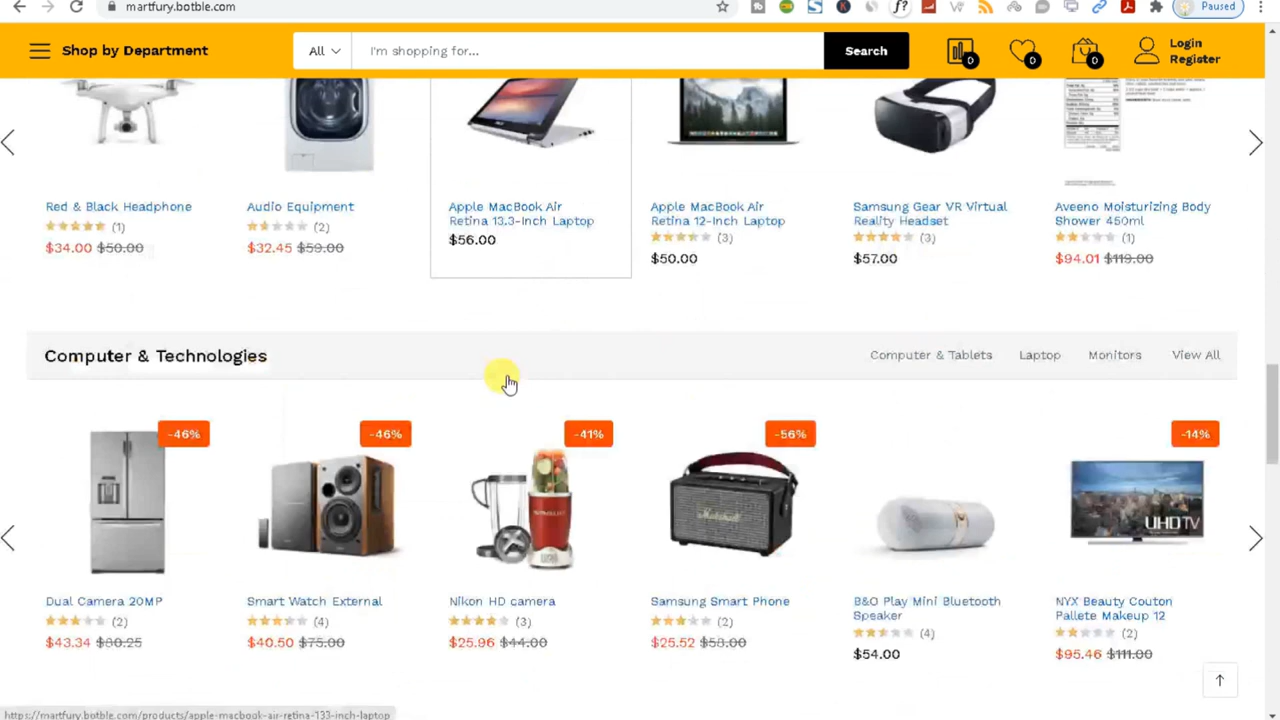 martfury.botble.com
Paused
Shop by Department
All
I'm shopping for...
Search
0
0
0
Login
Register
Red & Black Headphone
(1)
$34.00 $50.00
Audio Equipment
(2)
$32.45 $59.00
Apple MacBook Air
Retina 13.3-Inch Laptop
$56.00
Apple MacBook Air
Retina 12-Inch Laptop
(3)
$50.00
Samsung Gear VR Virtual
Reality Headset
(3)
$57.00
Aveeno Moisturizing Body
Shower 450ml
(1)
$94.01 $119.00
Computer & Technologies
Computer & Tablets
Laptop
Monitors
View All
-46%
-46%
-41%
-56%
-14%
Marshall
UHDTV
Dual Camera 20MP
(2)
$43.34 $80.25
Smart Watch External
(4)
$40.50 $75.00
Nikon HD camera
(3)
$25.96 $44.00
Samsung Smart Phone
(2)
$25.52 $58.00
B&O Play Mini Bluetooth
Speaker
(4)
$54.00
NYX Beauty Couton
Pallete Makeup 12
(2)
$95.46 $111.00
https://martfury.botble.com/products/apple-macbook-air-retina-133-inch-laptop